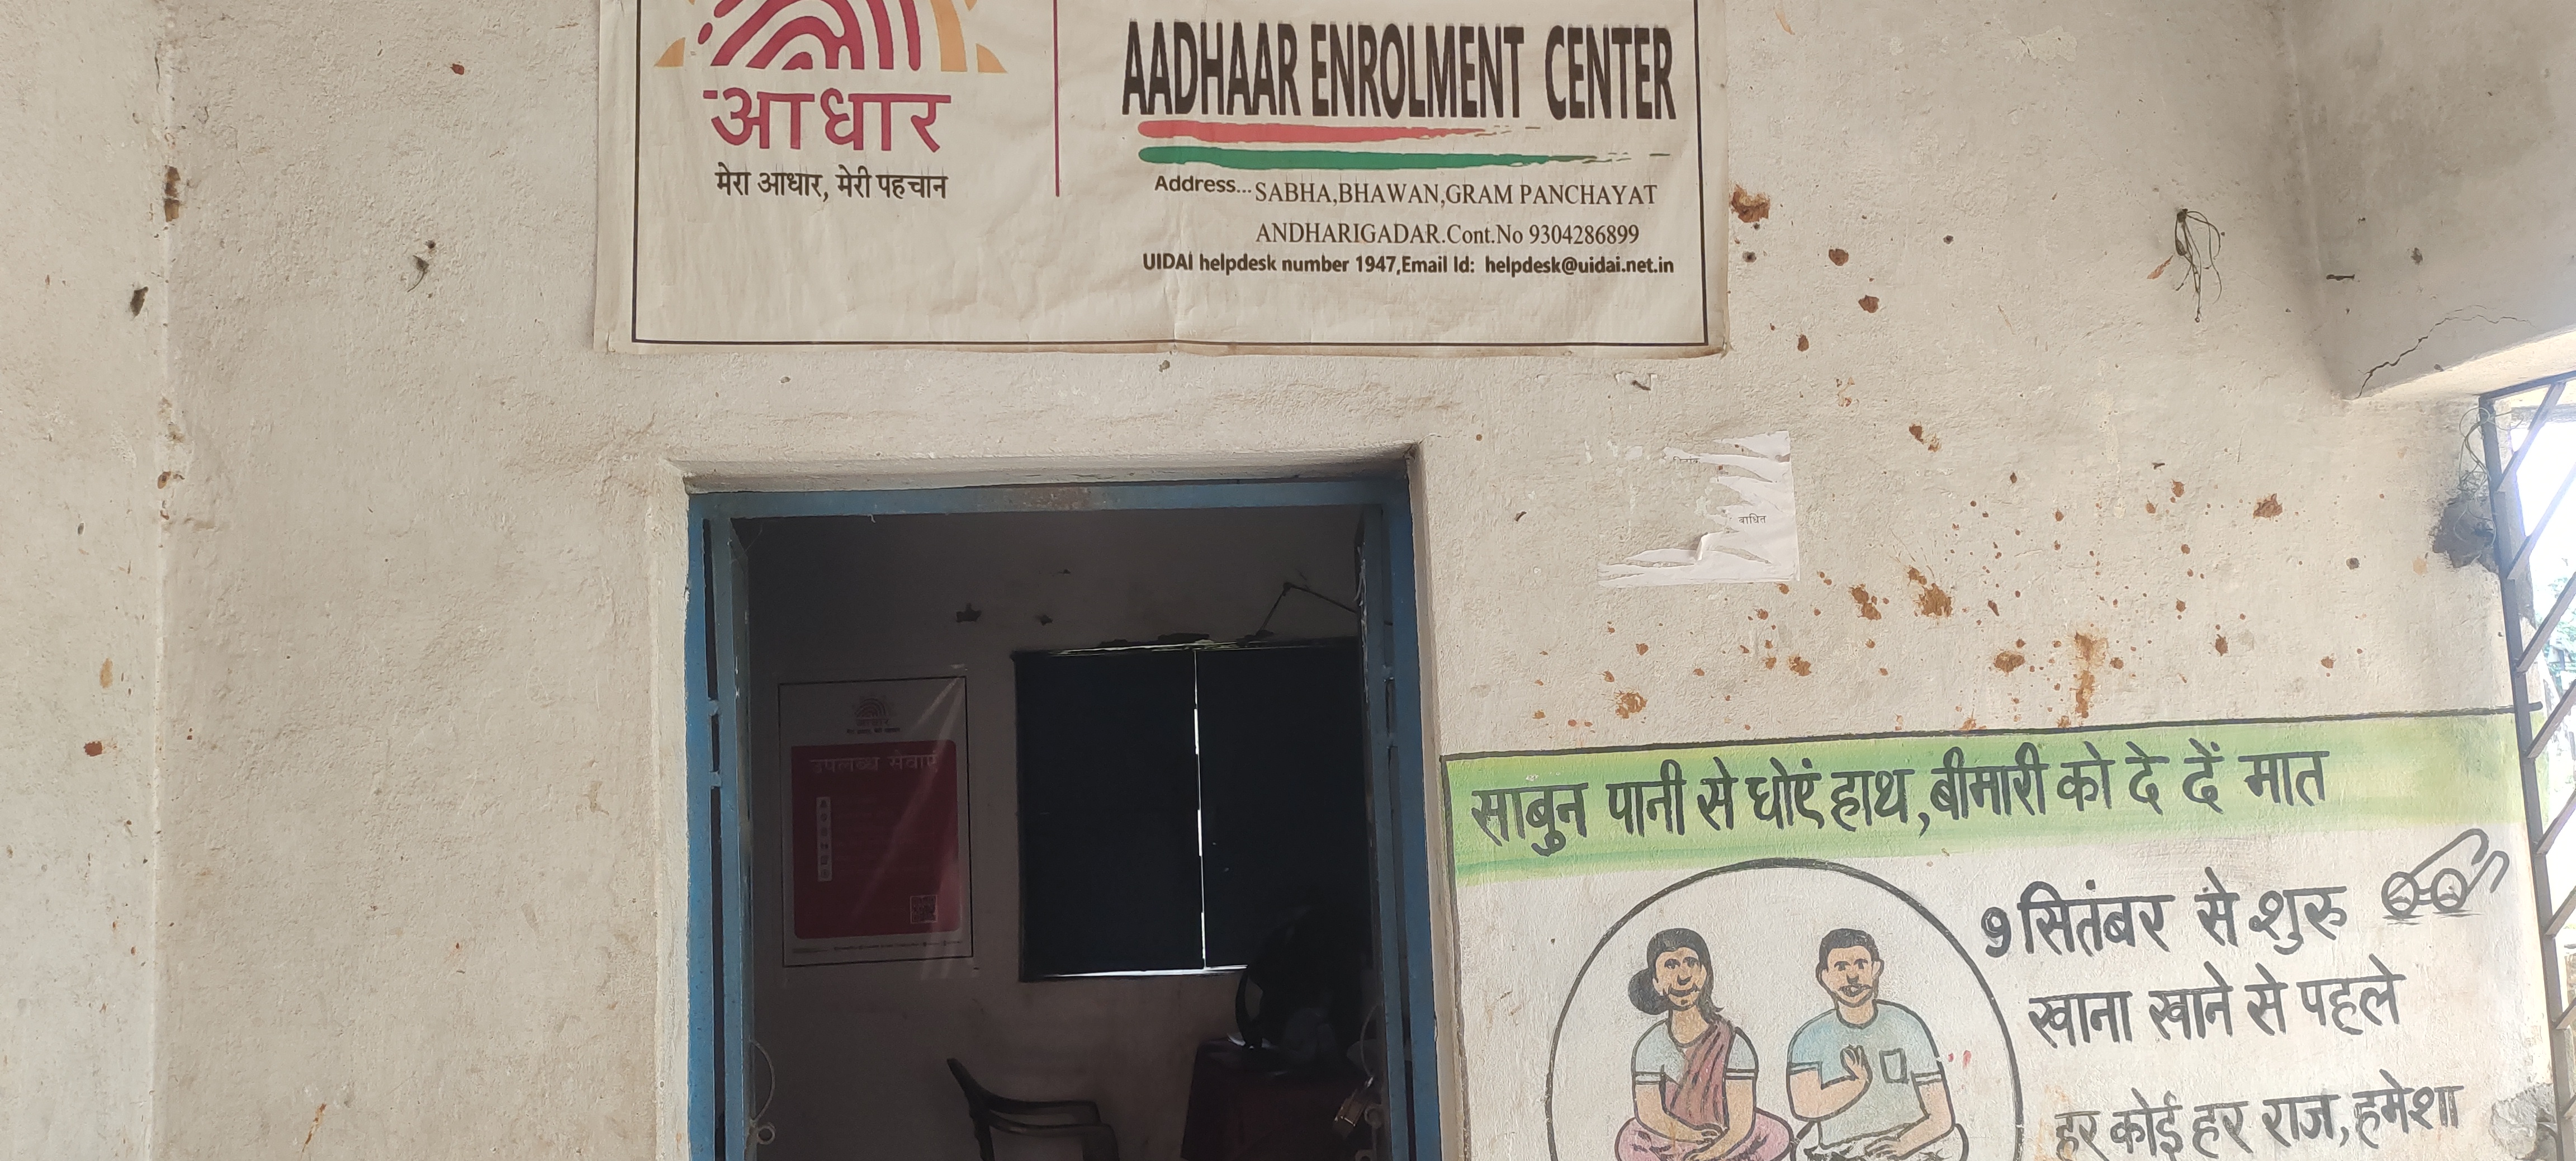 आधार
मेरा आधार, मेरी पहचान
AADHAAR ENROLMENT CENTER
Address... SABHA,BHAWAN,GRAM PANCHAYAT
ANDHARIGADAR.Cont.No 9304286899
UIDAI helpdesk number 1947,Email Id: helpdesk@uidai.net.in
बाधित
आधार
उपलब्ध सेवाएं
साबुन पानी से धोएं हाथ,बीमारी को दे दें मात
9 सितंबर से शुरु
खाना खाने से पहले
हर कोई हर राज,हमेशा